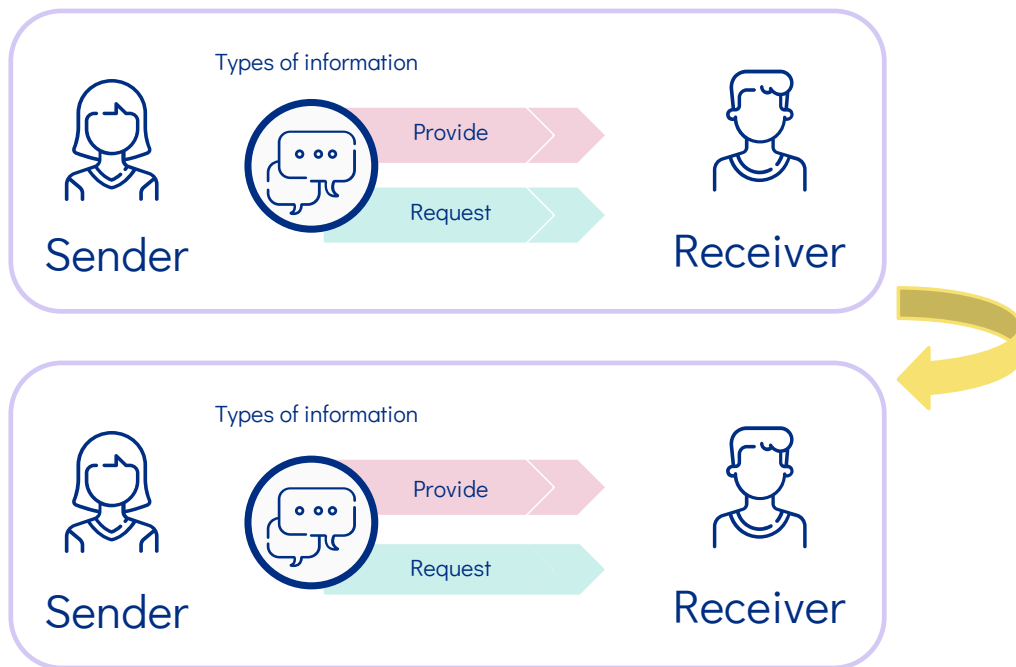 Types of information
Provide
Request
Sender
Receiver
Types of information
Provide
Request
Sender
Receiver